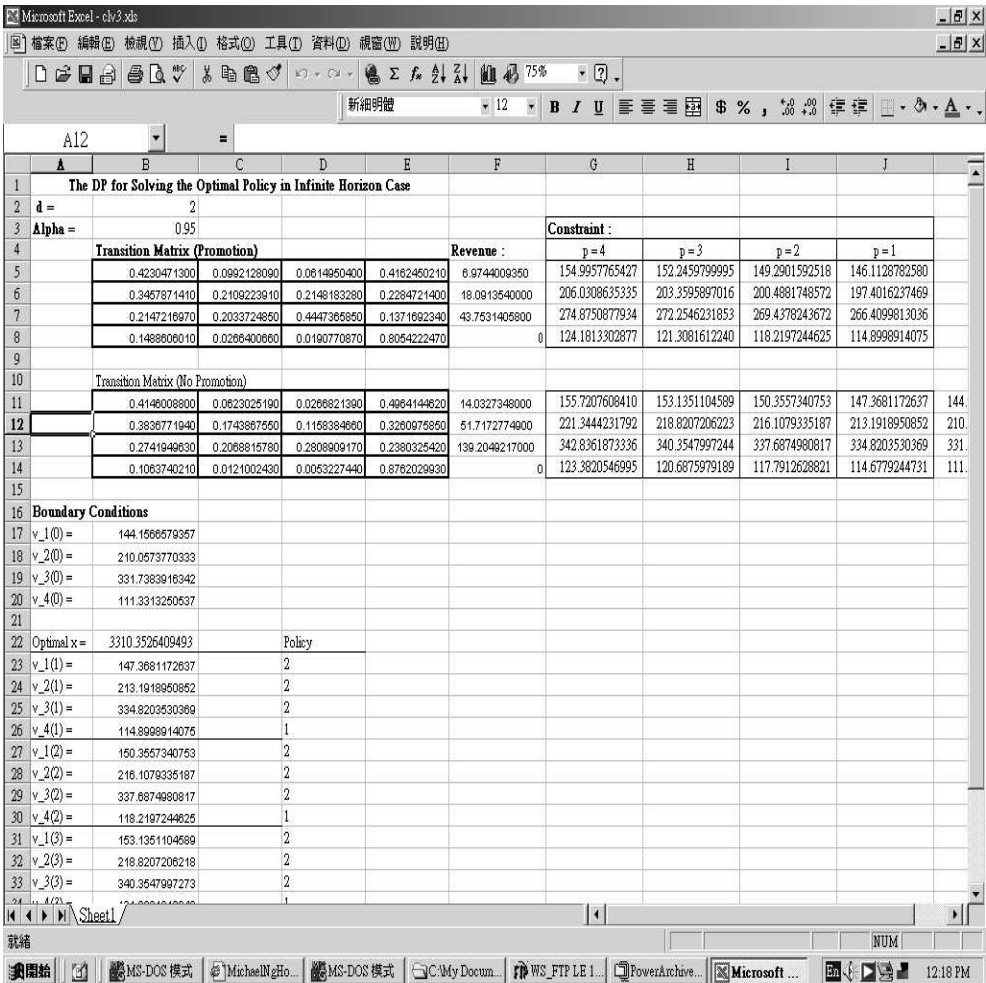 Microsoft Excel - clv3.xls
檔案(F) 編輯(E) 檢視(V) 插入(I) 格式(O) 工具(T) 資料(D) 視窗(W) 說明(H)
75%
新細明體 12 B I U $ % ,
A12 =
A B C D E F G H I J
1 The DP for Solving the Optimal Policy in Infinite Horizon Case
2 d = 2
3 Alpha = 0.95 Constraint :
4 Transition Matrix (Promotion) Revenue : p = 4 p = 3 p = 2 p = 1
5 0.4230471300 0.0992128090 0.0614950400 0.4162450210 6.9744009350 154.9957765427 152.2459799995 149.2901592518 146.1128782580
6 0.3457871410 0.2109223910 0.2148183280 0.2284721400 18.0913540000 206.0308635335 203.3595897016 200.4881748572 197.4016237469
7 0.2147216970 0.2033724850 0.4447365850 0.1371692340 43.7531405800 274.8750877934 272.2546231853 269.4378243672 266.4099813036
8 0.1488606010 0.0266400660 0.0190770870 0.8054222470 0 124.1813302877 121.3081612240 118.2197244625 114.8998914075
9
10 Transition Matrix (No Promotion)
11 0.4146008800 0.0623025190 0.0266821390 0.4964144620 14.0327348000 155.7207608410 153.1351104589 150.3557340753 147.3681172637 144.
12 0.3836771940 0.1743867550 0.1158384660 0.3260975850 51.7172774900 221.3444231792 218.8207206223 216.1079335187 213.1918950852 210.
13 0.2741949630 0.2068815780 0.2808909170 0.2380325420 139.2049217000 342.8361873336 340.3547997244 337.6874980817 334.8203530369 331.
14 0.1063740210 0.0121002430 0.0053227440 0.8762029930 0 123.3820546995 120.6875979189 117.7912628821 114.6779244731 111.
15
16 Boundary Conditions
17 v_1(0) = 144.1566579357
18 v_2(0) = 210.0573770333
19 v_3(0) = 331.7383916342
20 v_4(0) = 111.3313250537
21
22 Optimal x = 3310.3526409493 Policy
23 v_1(1) = 147.3681172637 2
24 v_2(1) = 213.1918950852 2
25 v_3(1) = 334.8203530369 2
26 v_4(1) = 114.8998914075 1
27 v_1(2) = 150.3557340753 2
28 v_2(2) = 216.1079335187 2
29 v_3(2) = 337.6874980817 2
30 v_4(2) = 118.2197244625 1
31 v_1(3) = 153.1351104589 2
32 v_2(3) = 218.8207206218 2
33 v_3(3) = 340.3547997273 2
Sheet1
就緒 NUM
開始 MS-DOS 模式 MichaelNgHo... MS-DOS 模式 C:\My Docum... WS_FTP LE 1... PowerArchive... Microsoft ... En 12:18 PM